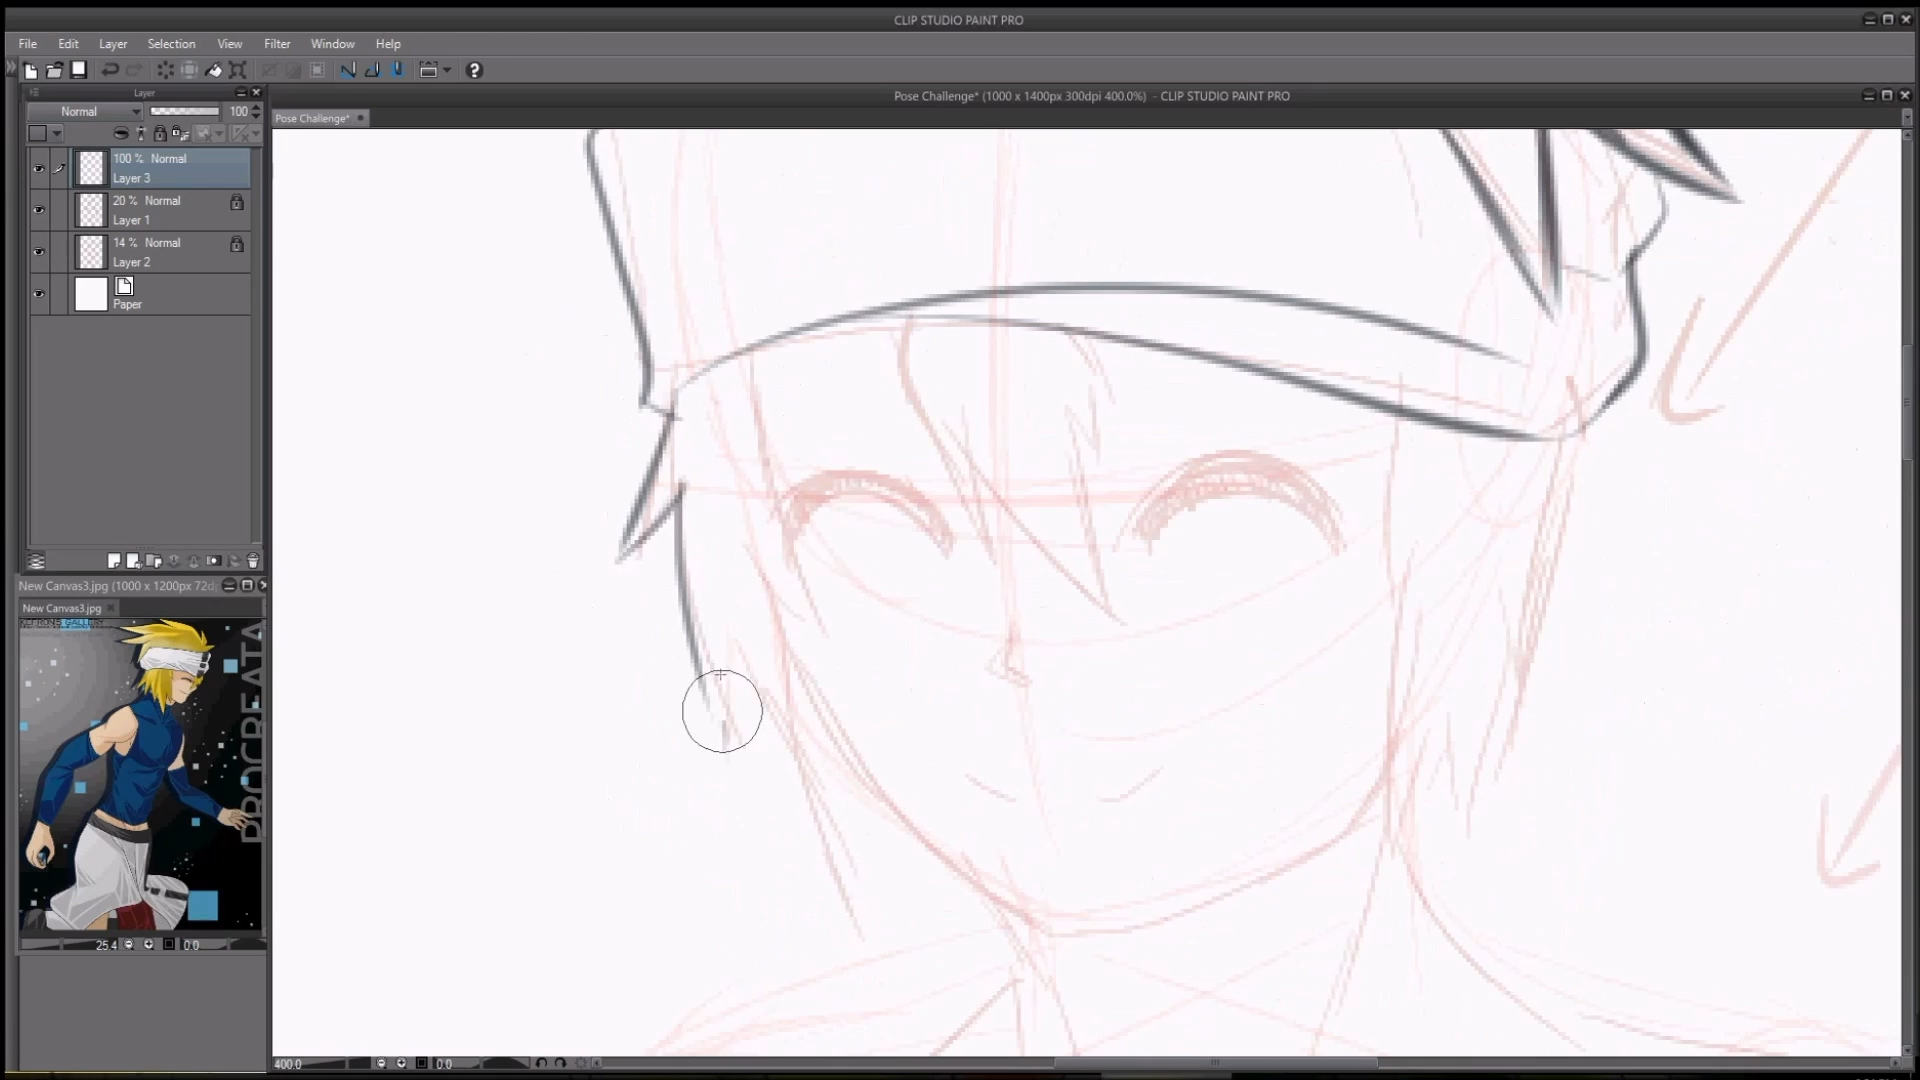 CLIP STUDIO PAINT PRO
File Edit Layer Selection View Filter Window Help
Layer
Pose Challenge* (1000 x 1400px 300dpi 400.0%) - CLIP STUDIO PAINT PRO
Normal 100
Pose Challenge*
100 % Normal
Layer 3
20 % Normal
Layer 1
14 % Normal
Layer 2
Paper
New Canvas3.jpg (1000 x 1200px 72d
New Canvas3.jpg
PROCREATA
25.4 0.0
400.0 0.0